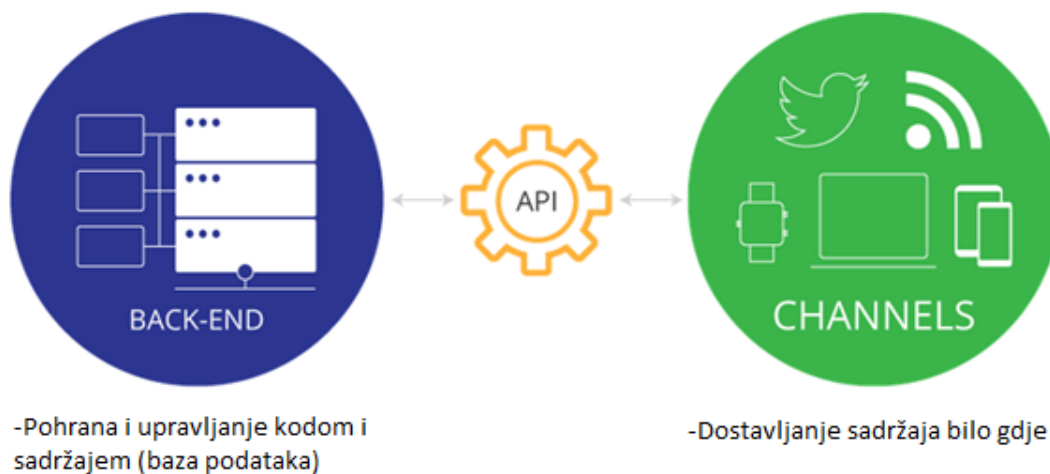 BACK-END
API
CHANNELS
-Pohrana i upravljanje kodom i
sadržajem (baza podataka)
-Dostavljanje sadržaja bilo gdje